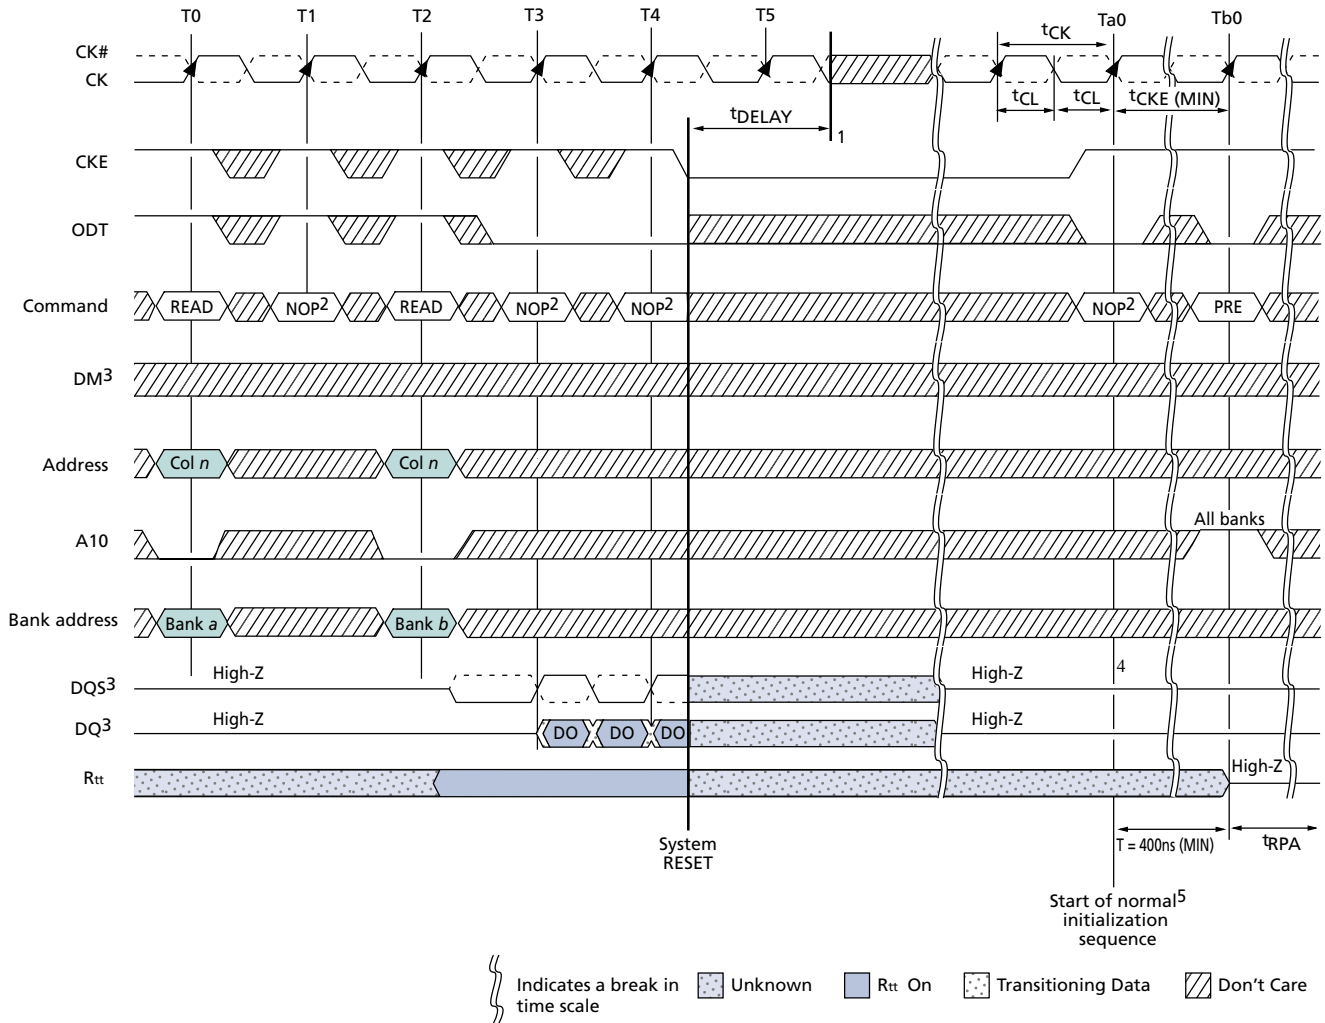 T0 T1 T2 T3 T4 T5 Ta0 Tb0
CK#
CK
tCK
tCL tCL tCKE (MIN)
tDELAY
1
CKE
ODT
Command READ NOP2 READ NOP2 NOP2 NOP2 PRE
DM3
Address Col n Col n
All banks
A10
Bank address Bank a Bank b
High-Z High-Z 4
DQS3
High-Z High-Z
DQ3 DO DO DO
Rtt High-Z
System
RESET
T = 400ns (MIN) tRPA
Start of normal5
initialization
sequence
Indicates a break in
time scale
Unknown Rtt On Transitioning Data Don't Care